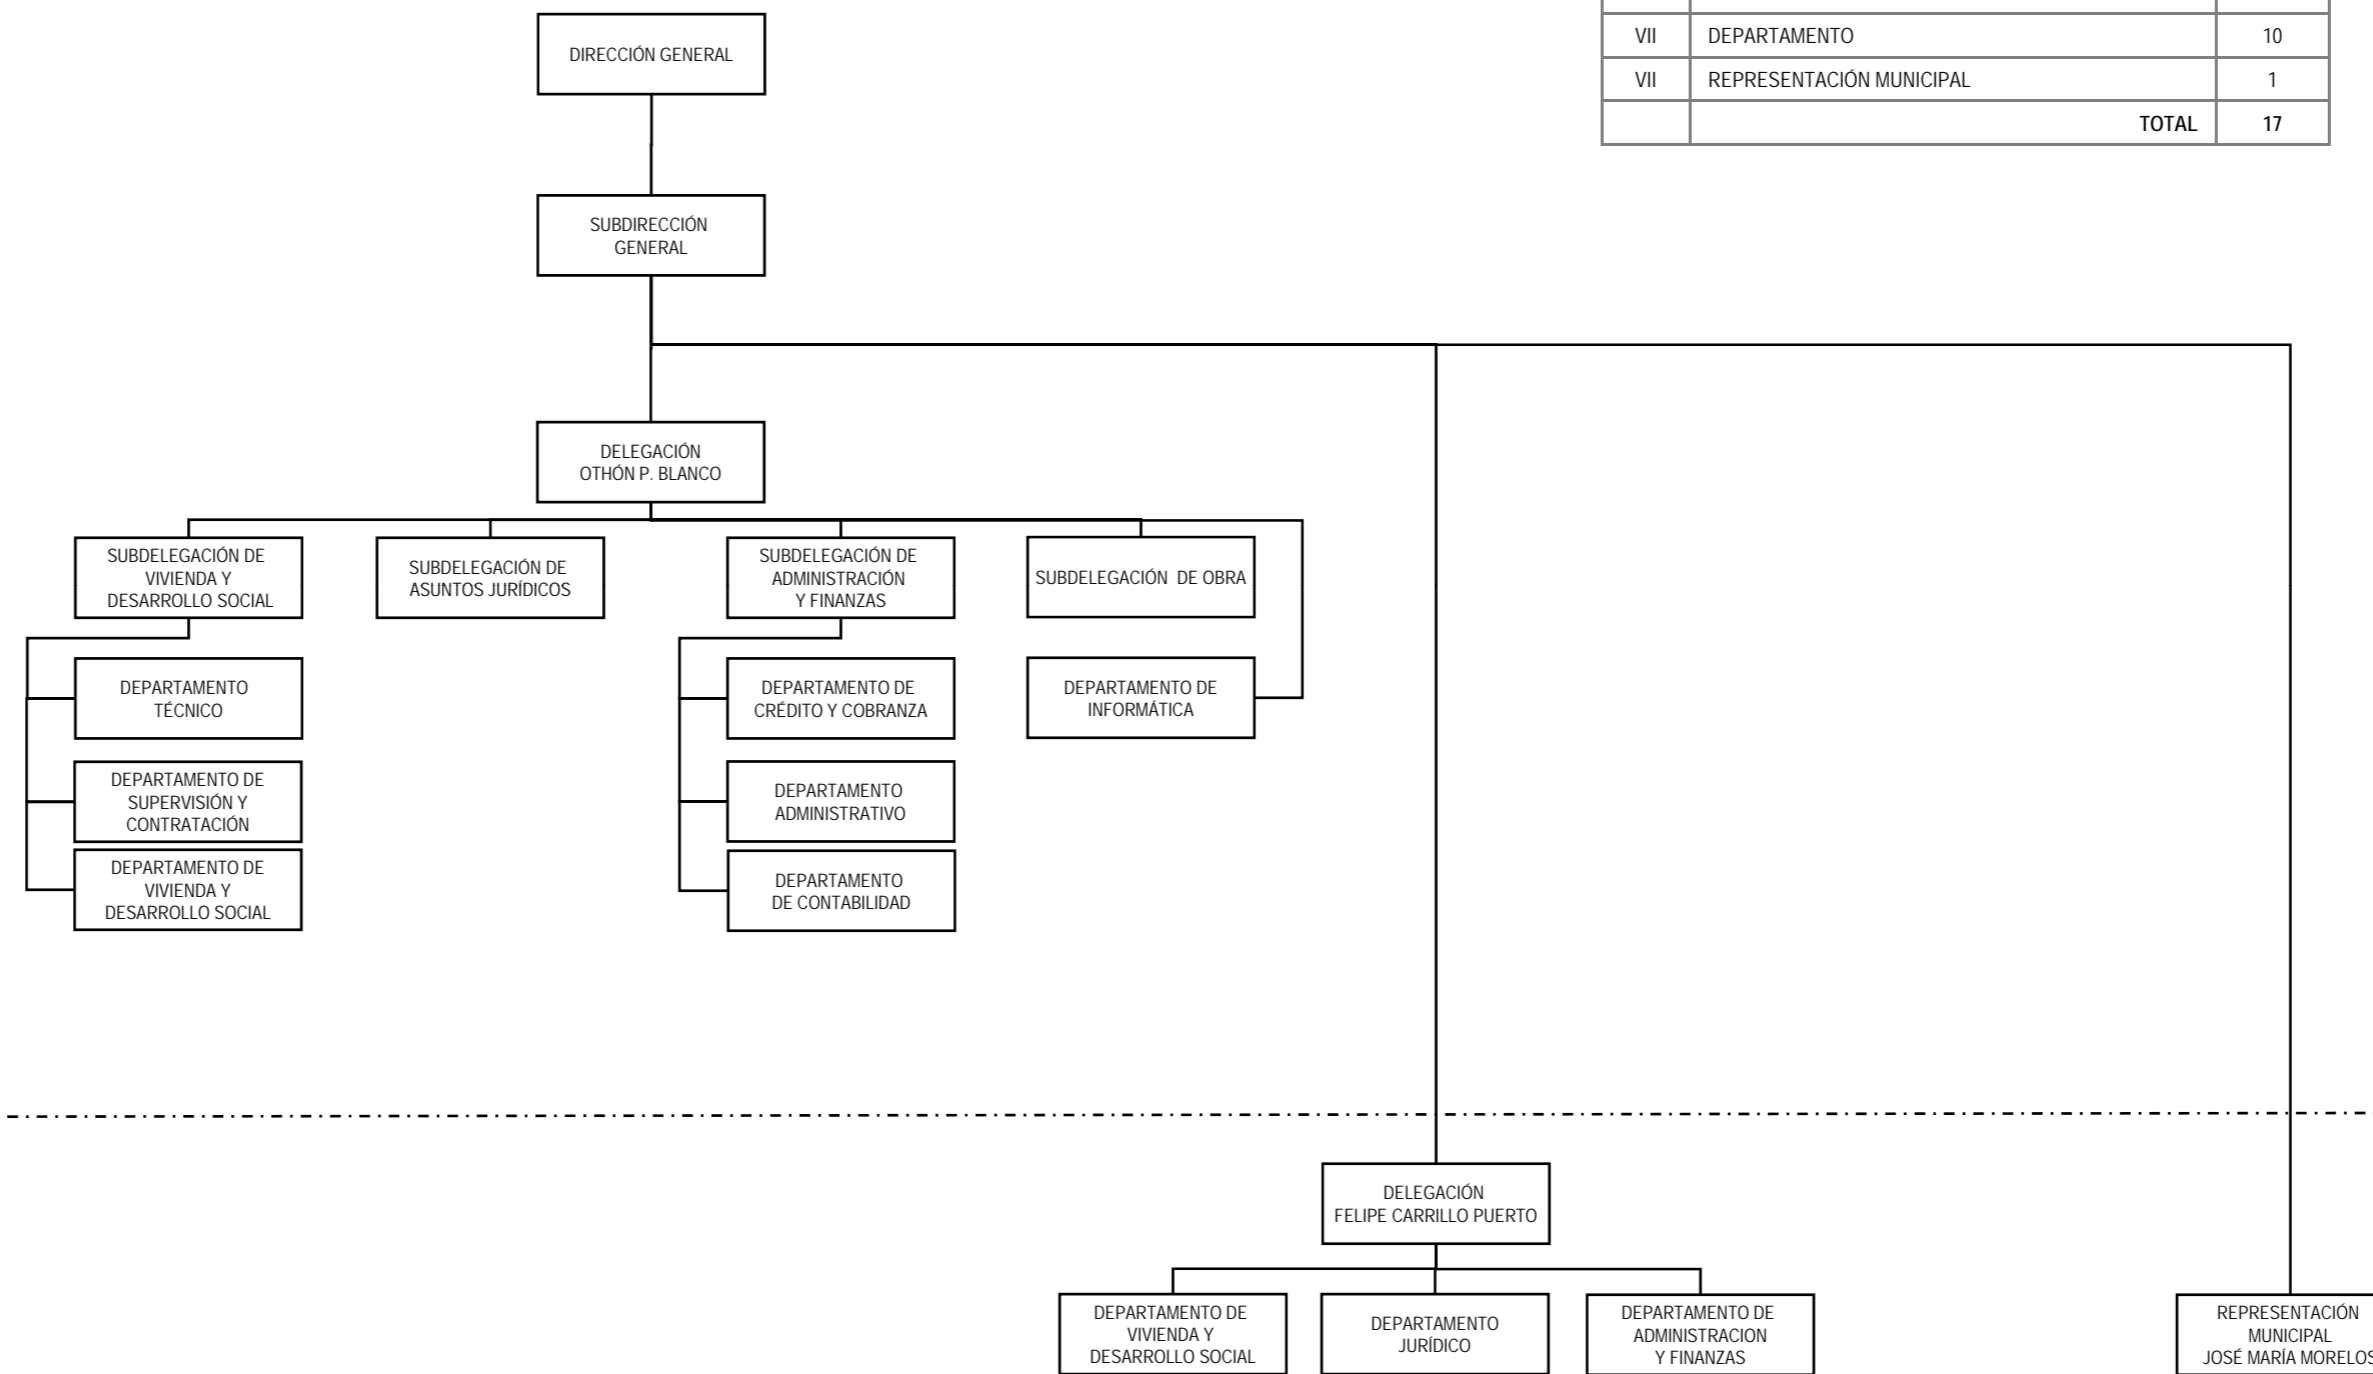 VII DEPARTAMENTO 10
VII REPRESENTACIÓN MUNICIPAL 1
TOTAL 17
DIRECCIÓN GENERAL
SUBDIRECCIÓN
GENERAL
DELEGACIÓN
OTHÓN P. BLANCO
SUBDELEGACIÓN DE
VIVIENDA Y
DESARROLLO SOCIAL
SUBDELEGACIÓN DE
ASUNTOS JURÍDICOS
SUBDELEGACIÓN DE
ADMINISTRACIÓN
Y FINANZAS
SUBDELEGACIÓN DE OBRA
DEPARTAMENTO
TÉCNICO
DEPARTAMENTO DE
CRÉDITO Y COBRANZA
DEPARTAMENTO DE
INFORMÁTICA
DEPARTAMENTO DE
SUPERVISIÓN Y
CONTRATACIÓN
DEPARTAMENTO
ADMINISTRATIVO
DEPARTAMENTO DE
VIVIENDA Y
DESARROLLO SOCIAL
DEPARTAMENTO
DE CONTABILIDAD
DELEGACIÓN
FELIPE CARRILLO PUERTO
DEPARTAMENTO DE
VIVIENDA Y
DESARROLLO SOCIAL
DEPARTAMENTO
JURÍDICO
DEPARTAMENTO DE
ADMINISTRACION
Y FINANZAS
REPRESENTACIÓN
MUNICIPAL
JOSÉ MARÍA MORELOS